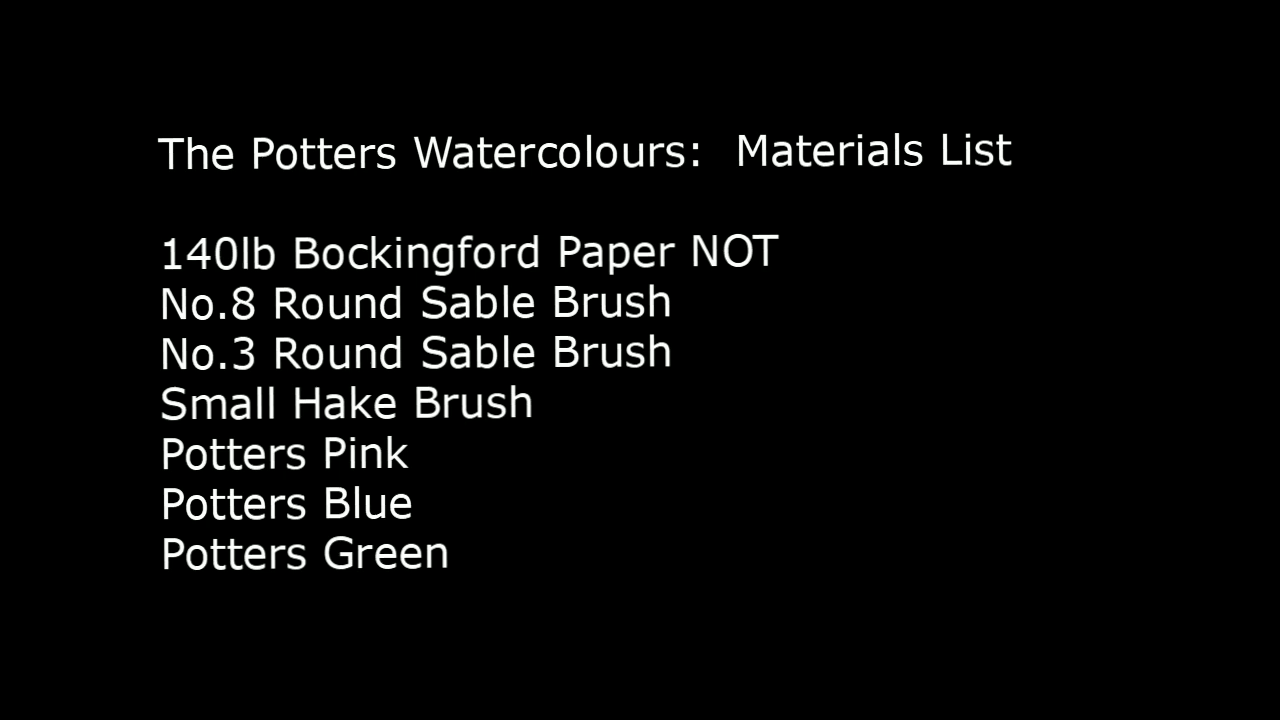 The Potters Watercolours:  Materials List
140lb Bockingford Paper NOT
No.8 Round Sable Brush
No.3 Round Sable Brush
Small Hake Brush
Potters Pink
Potters Blue
Potters Green